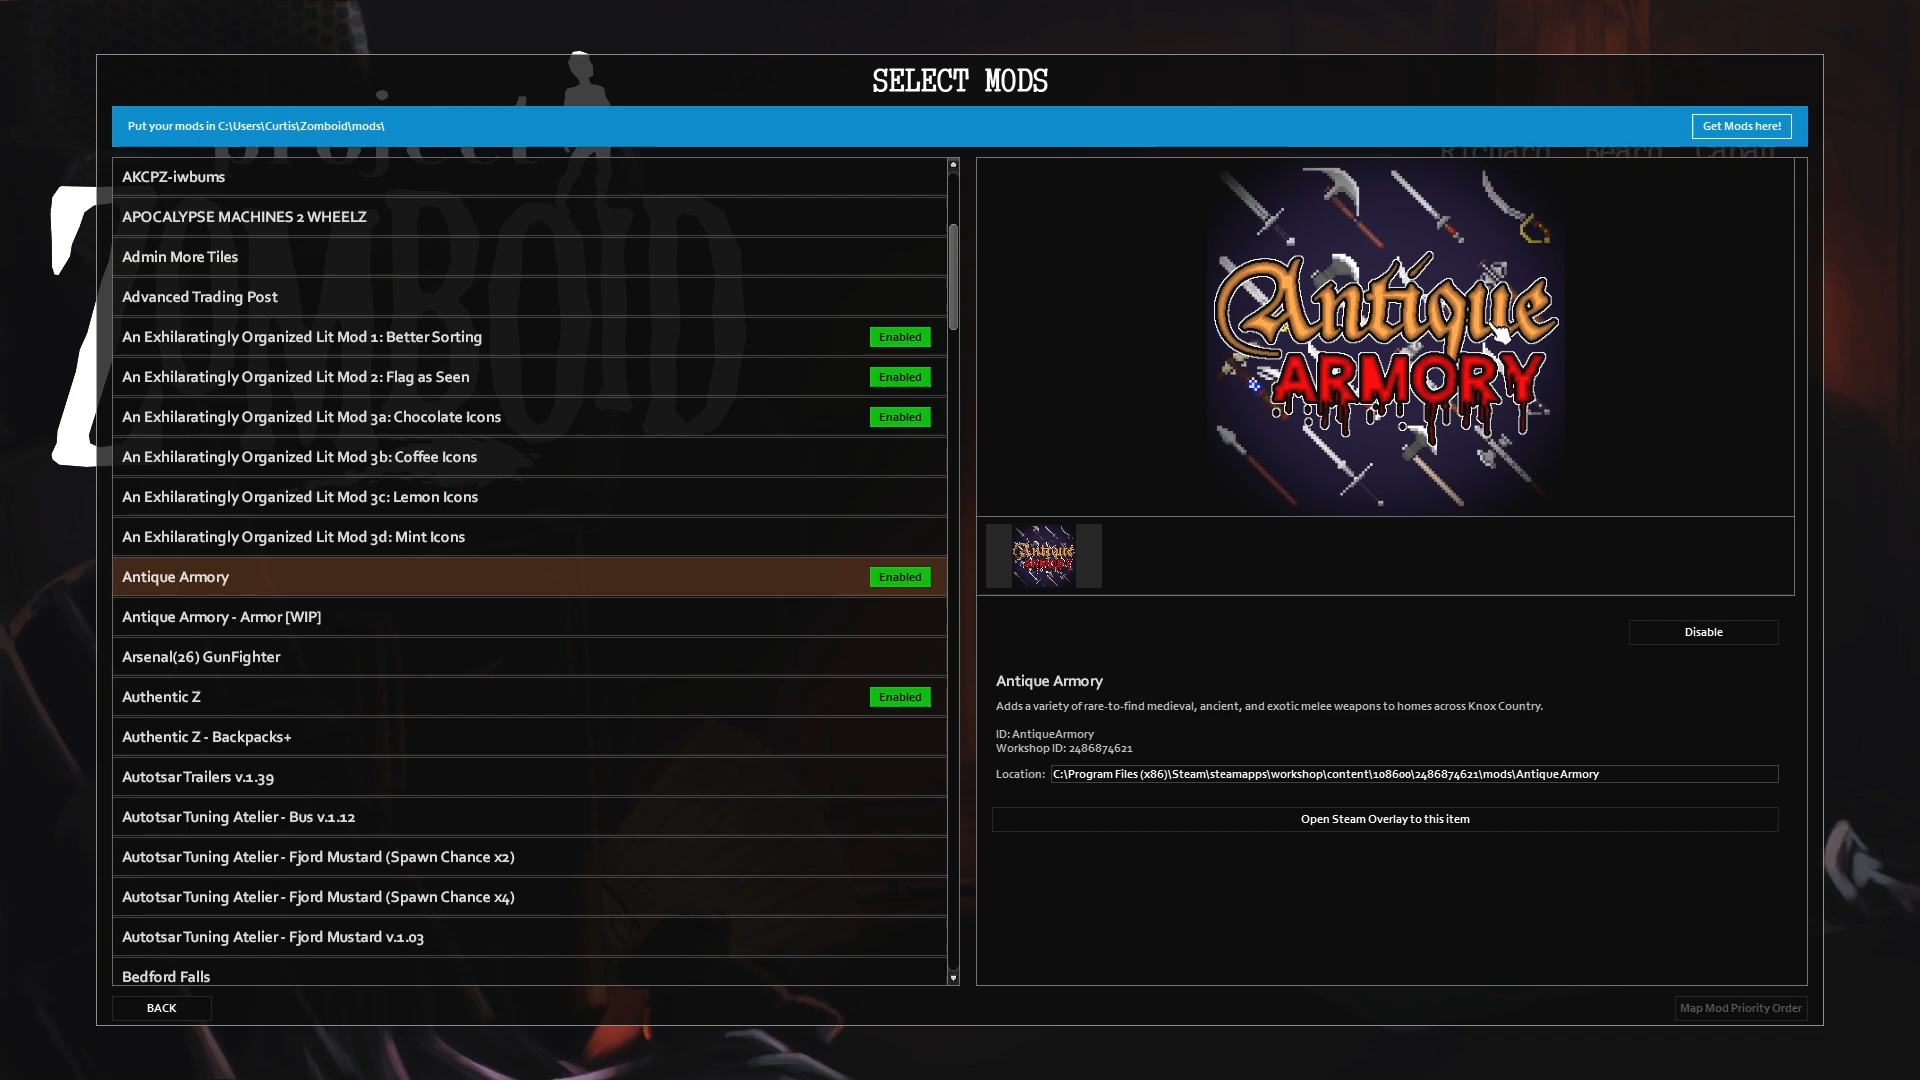 SELECT MODS
Put your mods in C:\Users\Curtis\Zomboid\mods\
Get Mods here!
project
ZOMBOID
AKCPZ-iwbums
APOCALYPSE MACHINES 2 WHEELZ
Admin More Tiles
Advanced Trading Post
An Exhilaratingly Organized Lit Mod 1: Better Sorting Enabled
An Exhilaratingly Organized Lit Mod 2: Flag as Seen Enabled
An Exhilaratingly Organized Lit Mod 3a: Chocolate Icons Enabled
An Exhilaratingly Organized Lit Mod 3b: Coffee Icons
An Exhilaratingly Organized Lit Mod 3c: Lemon Icons
An Exhilaratingly Organized Lit Mod 3d: Mint Icons
Antique Armory Enabled
Antique Armory - Armor [WIP]
Arsenal(26) GunFighter
Authentic Z Enabled
Authentic Z - Backpacks+
Autotsar Trailers v.1.39
Autotsar Tuning Atelier - Bus v.1.12
Autotsar Tuning Atelier - Fjord Mustard (Spawn Chance x2)
Autotsar Tuning Atelier - Fjord Mustard (Spawn Chance x4)
Autotsar Tuning Atelier - Fjord Mustard v.1.03
Bedford Falls
BACK
Antique
ARMORY
Antique
ARMORY
Disable
Antique Armory
Adds a variety of rare-to-find medieval, ancient, and exotic melee weapons to homes across Knox Country.
ID: AntiqueArmory
Workshop ID: 2486874621
Location: C:\Program Files (x86)\Steam\steamapps\workshop\content\108600\2486874621\mods\AntiqueArmory
Open Steam Overlay to this item
Map Mod Priority Order